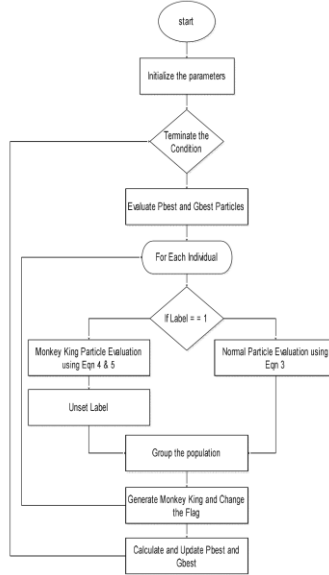 start
Initialize the parameters
Terminate the
Condition
Evaluate Pbest and Gbest Particles
For Each Individual
If Label = = 1
Monkey King Particle Evaluation
using Eqn 4 & 5
Normal Particle Evaluation using
Eqn 3
Unset Label
Group the population
Generate Monkey King and Change
the Flag
Calculate and Update Pbest and
Gbest